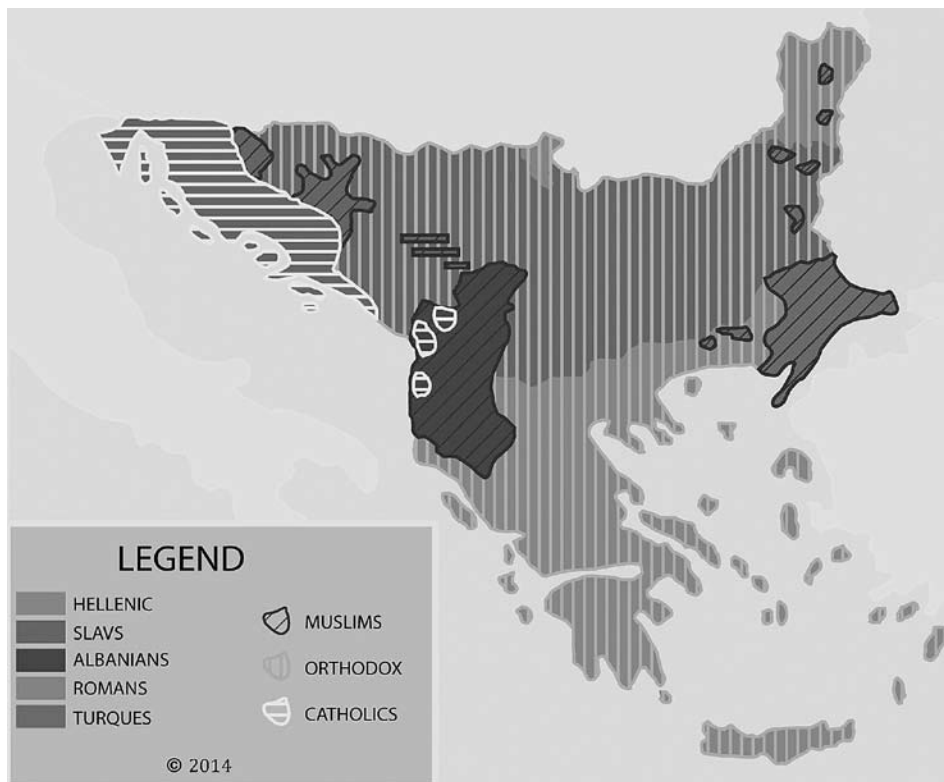 LEGEND
HELLENIC
SLAVS
ALBANIANS
ROMANS
TURQUES
MUSLIMS
ORTHODOX
CATHOLICS
© 2014